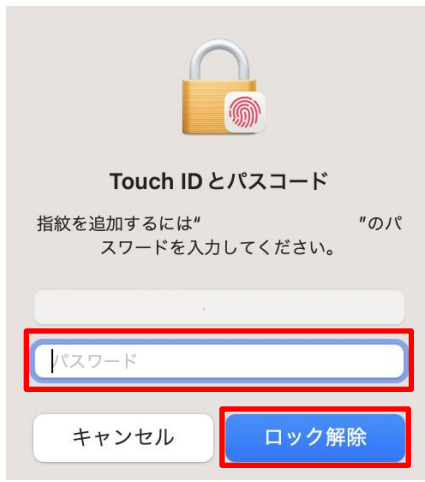 Touch ID とパスコード
指紋を追加するには“ ”のパ
スワードを入力してください。
パスワード
キャンセル ロック解除